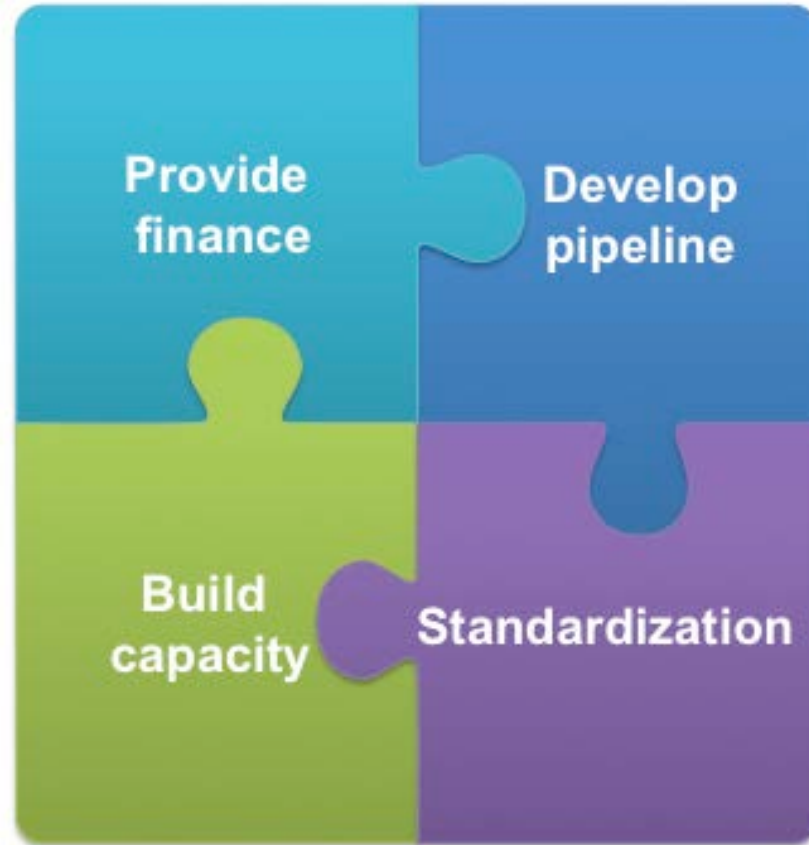 Provide
finance
Develop
pipeline
Build
capacity
Standardization